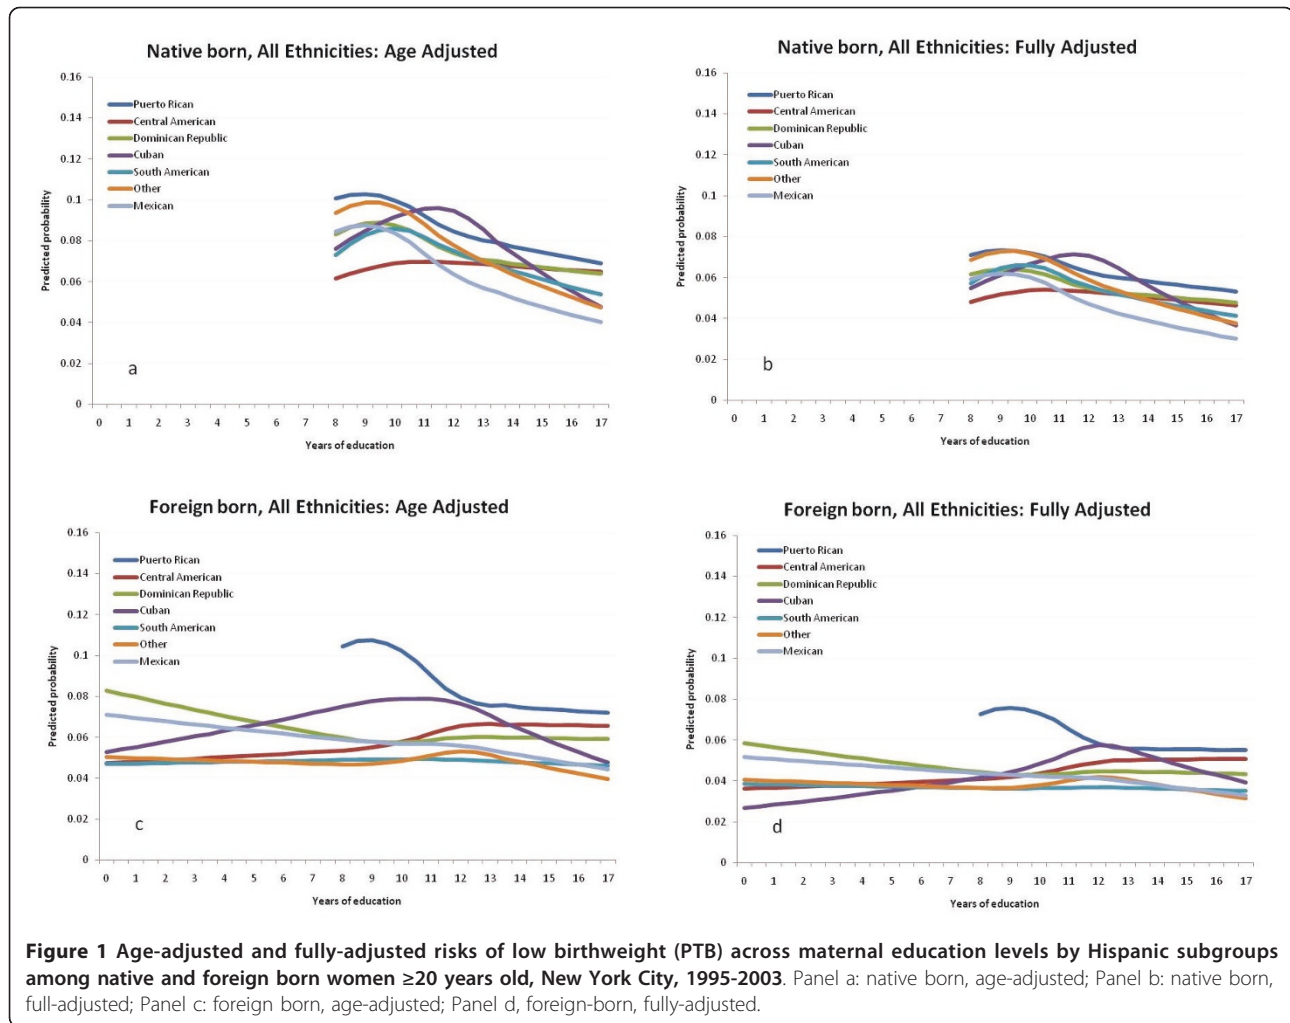 Native born, All Ethnicities: Age Adjusted
0.16
0.14
0.12
0.1
0.08
0.06
0.04
0.02
0
Predicted probability
Puerto Rican
Central American
Dominican Republic
Cuban
South American
Other
Mexican
a
0 1 2 3 4 5 6 7 8 9 10 11 12 13 14 15 16 17
Years of education
Native born, All Ethnicities: Fully Adjusted
0.16
0.14
0.12
0.1
0.08
0.06
0.04
0.02
0
Predicted probability
Puerto Rican
Central American
Dominican Republic
Cuban
South American
Other
Mexican
b
0 1 2 3 4 5 6 7 8 9 10 11 12 13 14 15 16 17
Years of education
Foreign born, All Ethnicities: Age Adjusted
0.16
0.14
0.12
0.1
0.08
0.06
0.04
0.02
0
Predicted probability
Puerto Rican
Central American
Dominican Republic
Cuban
South American
Other
Mexican
c
0 1 2 3 4 5 6 7 8 9 10 11 12 13 14 15 16 17
Years of education
Foreign born, All Ethnicities: Fully Adjusted
0.16
0.14
0.12
0.1
0.08
0.06
0.04
0.02
0
Predicted probability
Puerto Rican
Central American
Dominican Republic
Cuban
South American
Other
Mexican
d
0 1 2 3 4 5 6 7 8 9 10 11 12 13 14 15 16 17
Years of education
Figure 1 Age-adjusted and fully-adjusted risks of low birthweight (PTB) across maternal education levels by Hispanic subgroups
among native and foreign born women ≥20 years old, New York City, 1995-2003. Panel a: native born, age-adjusted; Panel b: native born,
full-adjusted; Panel c: foreign born, age-adjusted; Panel d, foreign-born, fully-adjusted.